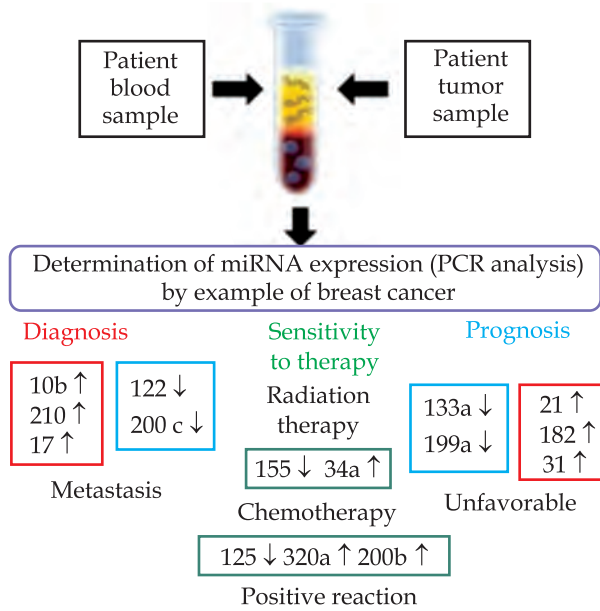 Patient
blood
sample
Patient
tumor
sample
Determination of miRNA expression (PCR analysis)
by example of breast cancer
Diagnosis
10b ↑
210 ↑
17 ↑
122 ↓
200 c ↓
Metastasis
Sensitivity
to therapy
Radiation
therapy
155 ↓ 34a ↑
Chemotherapy
125 ↓ 320a ↑ 200b ↑
Positive reaction
Prognosis
133a ↓
199a ↓
21 ↑
182 ↑
31 ↑
Unfavorable